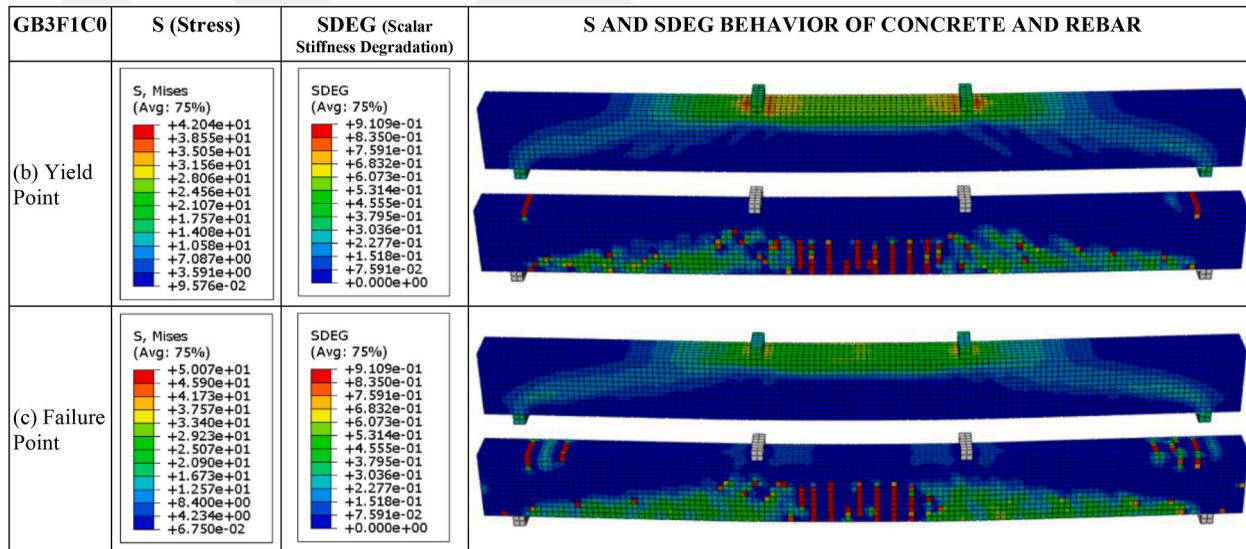 GB3F1C0
S (Stress)
SDEG (Scalar
Stiffness Degradation)
S AND SDEG BEHAVIOR OF CONCRETE AND REBAR
(b) Yield
Point
S, Mises
(Avg: 75%)
+4.204e+01
+3.855e+01
+3.505e+01
+3.156e+01
+2.806e+01
+2.456e+01
+2.107e+01
+1.757e+01
+1.408e+01
+1.058e+01
+7.087e+00
+3.591e+00
+9.576e-02
SDEG
(Avg: 75%)
+9.109e-01
+8.350e-01
+7.591e-01
+6.832e-01
+6.073e-01
+5.314e-01
+4.555e-01
+3.795e-01
+3.036e-01
+2.277e-01
+1.518e-01
+7.591e-02
+0.000e+00
(c) Failure
Point
S, Mises
(Avg: 75%)
+5.007e+01
+4.590e+01
+4.173e+01
+3.757e+01
+3.340e+01
+2.923e+01
+2.507e+01
+2.090e+01
+1.673e+01
+1.257e+01
+8.400e+00
+4.234e+00
+6.750e-02
SDEG
(Avg: 75%)
+9.109e-01
+8.350e-01
+7.591e-01
+6.832e-01
+6.073e-01
+5.314e-01
+4.555e-01
+3.795e-01
+3.036e-01
+2.277e-01
+1.518e-01
+7.591e-02
+0.000e+00